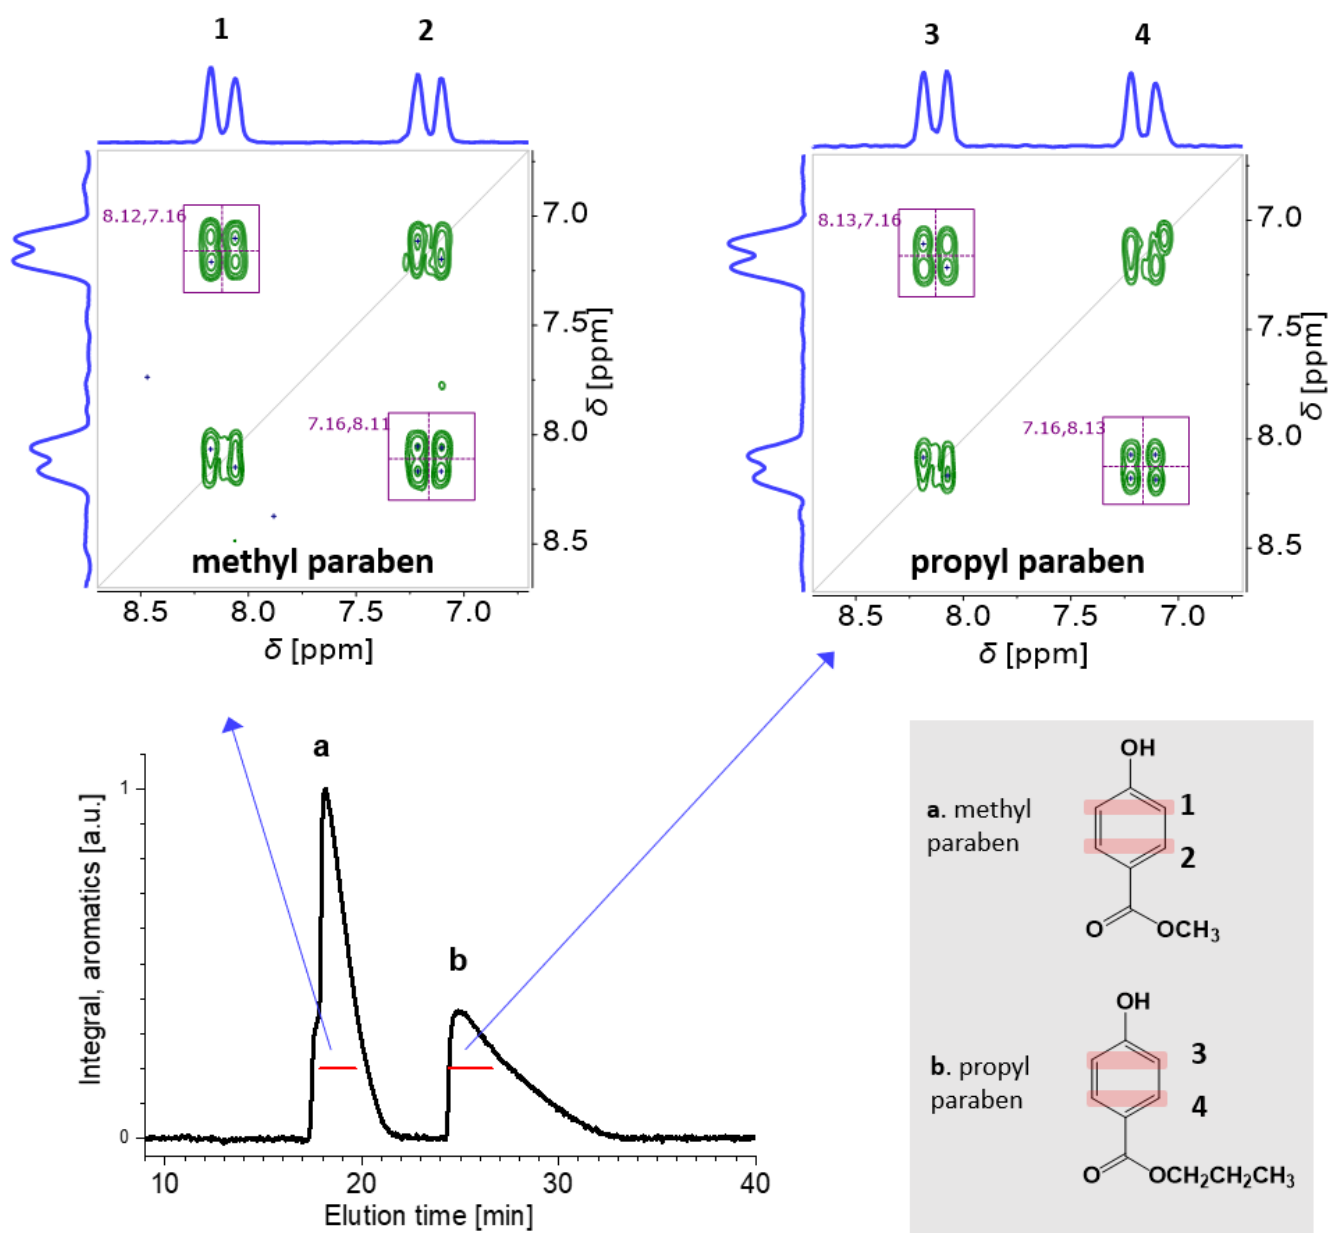 1 2
8.12,7.16
7.0
7.5
7.16,8.11
8.0
8.5
δ [ppm]
methyl paraben
8.5 8.0 7.5 7.0
δ [ppm]
3 4
8.13,7.16
7.0
7.5
7.16,8.13
8.0
8.5
δ [ppm]
propyl paraben
8.5 8.0 7.5 7.0
δ [ppm]
Integral, aromatics [a.u.]
1
0
a
b
10 20 30 40
Elution time [min]
OH
a. methyl
paraben
1
2
O OCH3
OH
b. propyl
paraben
3
4
O OCH2CH2CH3